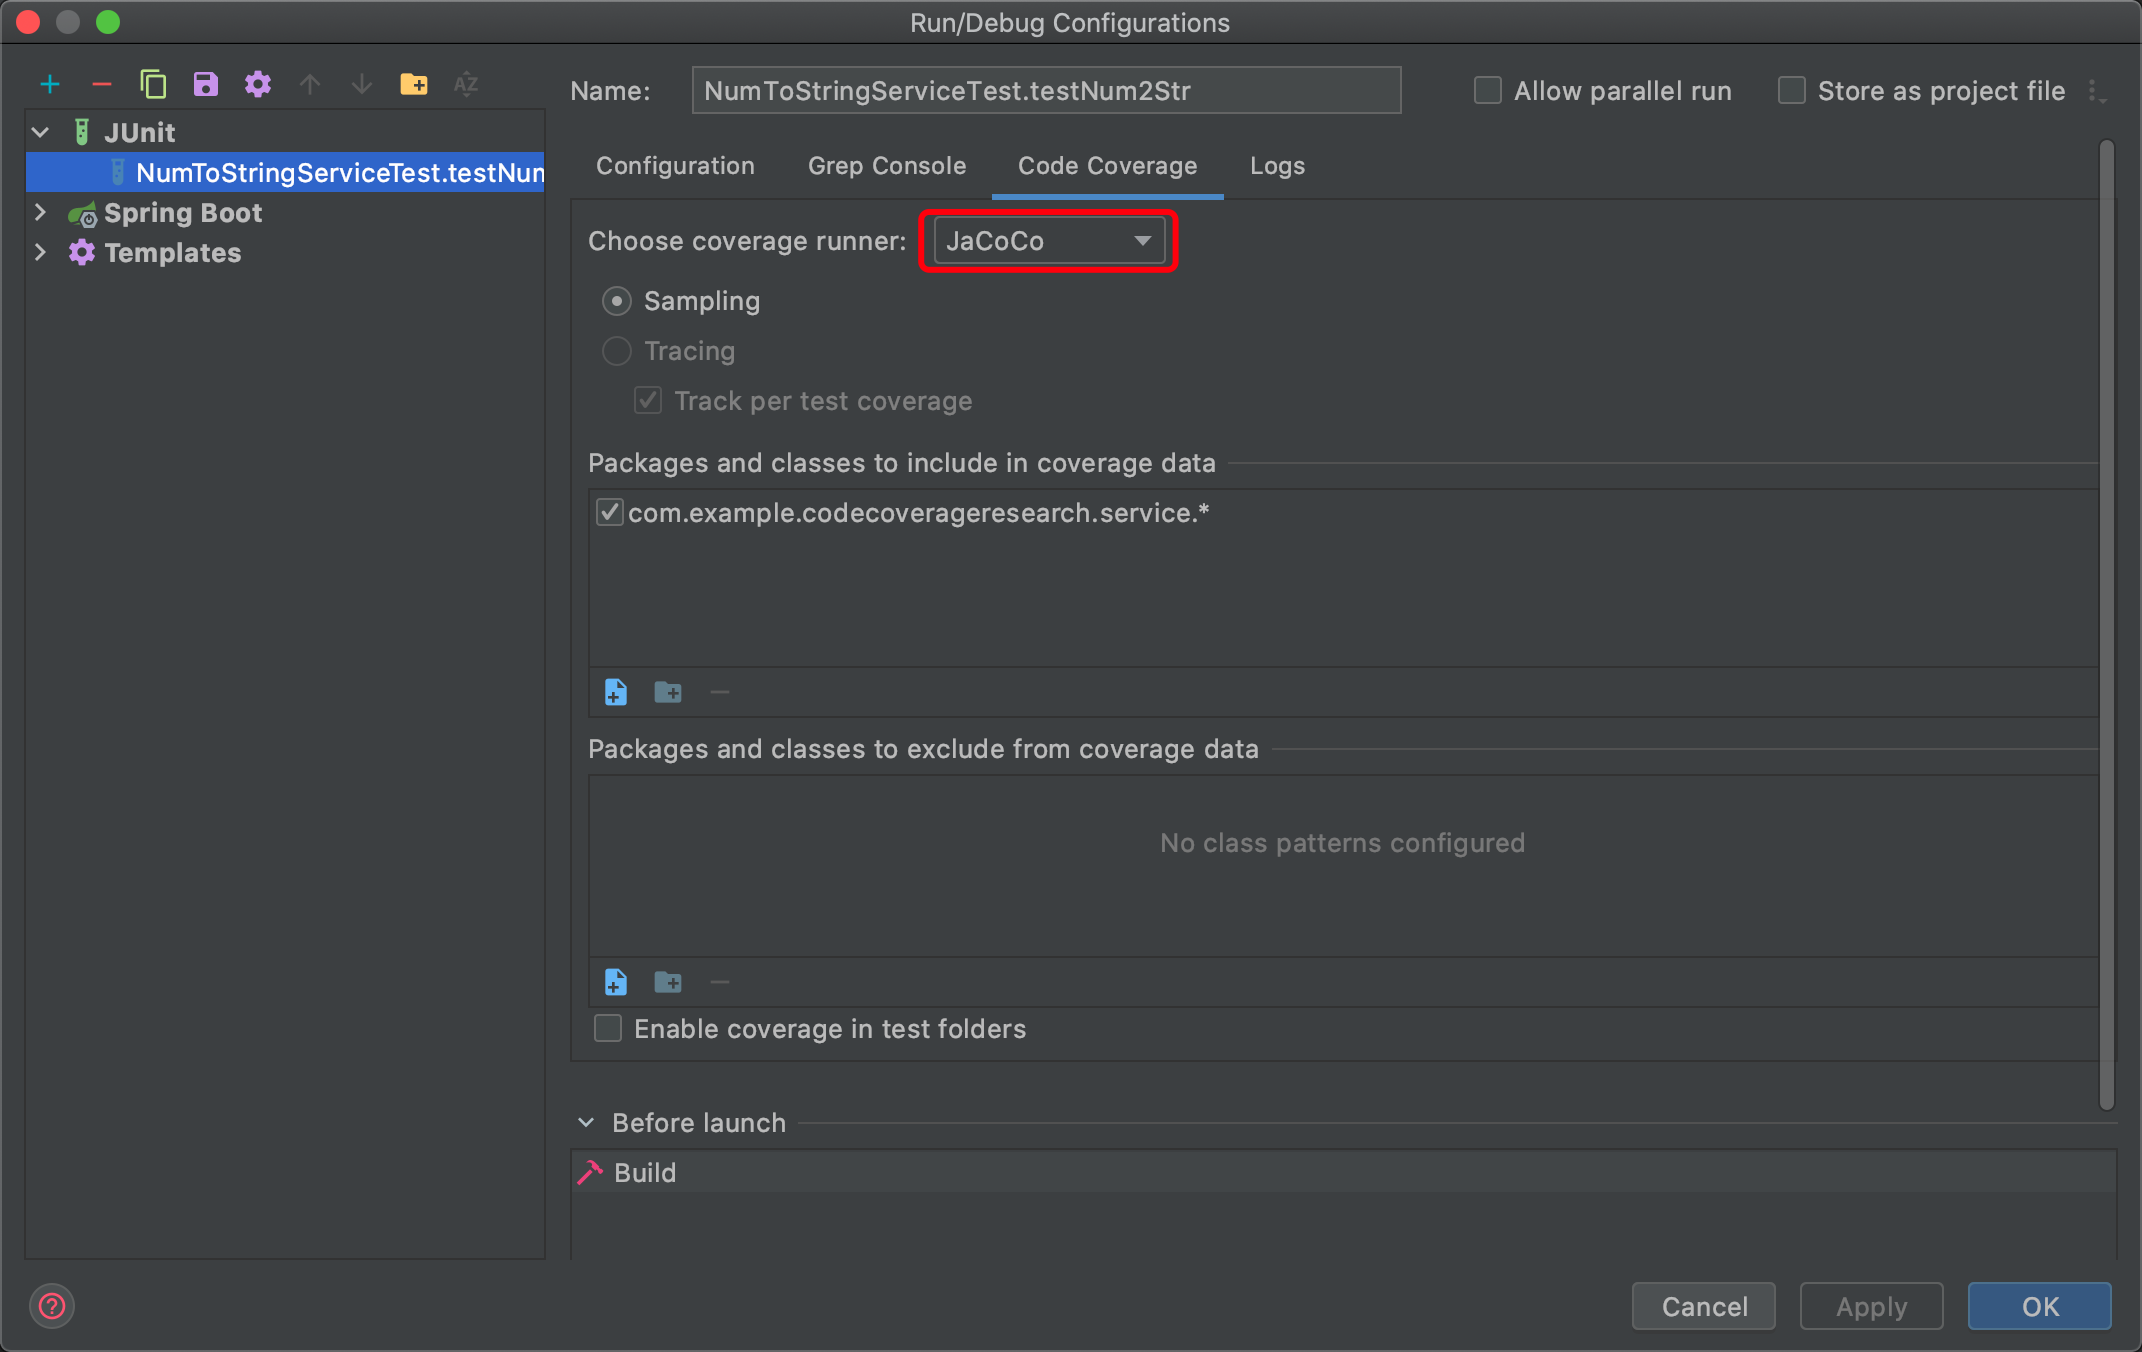 Run/Debug Configurations
Name: NumToStringServiceTest.testNum2Str Allow parallel run Store as project file
JUnit
NumToStringServiceTest.testNum
Spring Boot
Templates
Configuration Grep Console Code Coverage Logs
Choose coverage runner: JaCoCo
Sampling
Tracing
Track per test coverage
Packages and classes to include in coverage data
com.example.codecoverageresearch.service.*
Packages and classes to exclude from coverage data
No class patterns configured
Enable coverage in test folders
Before launch
Build
Cancel Apply OK